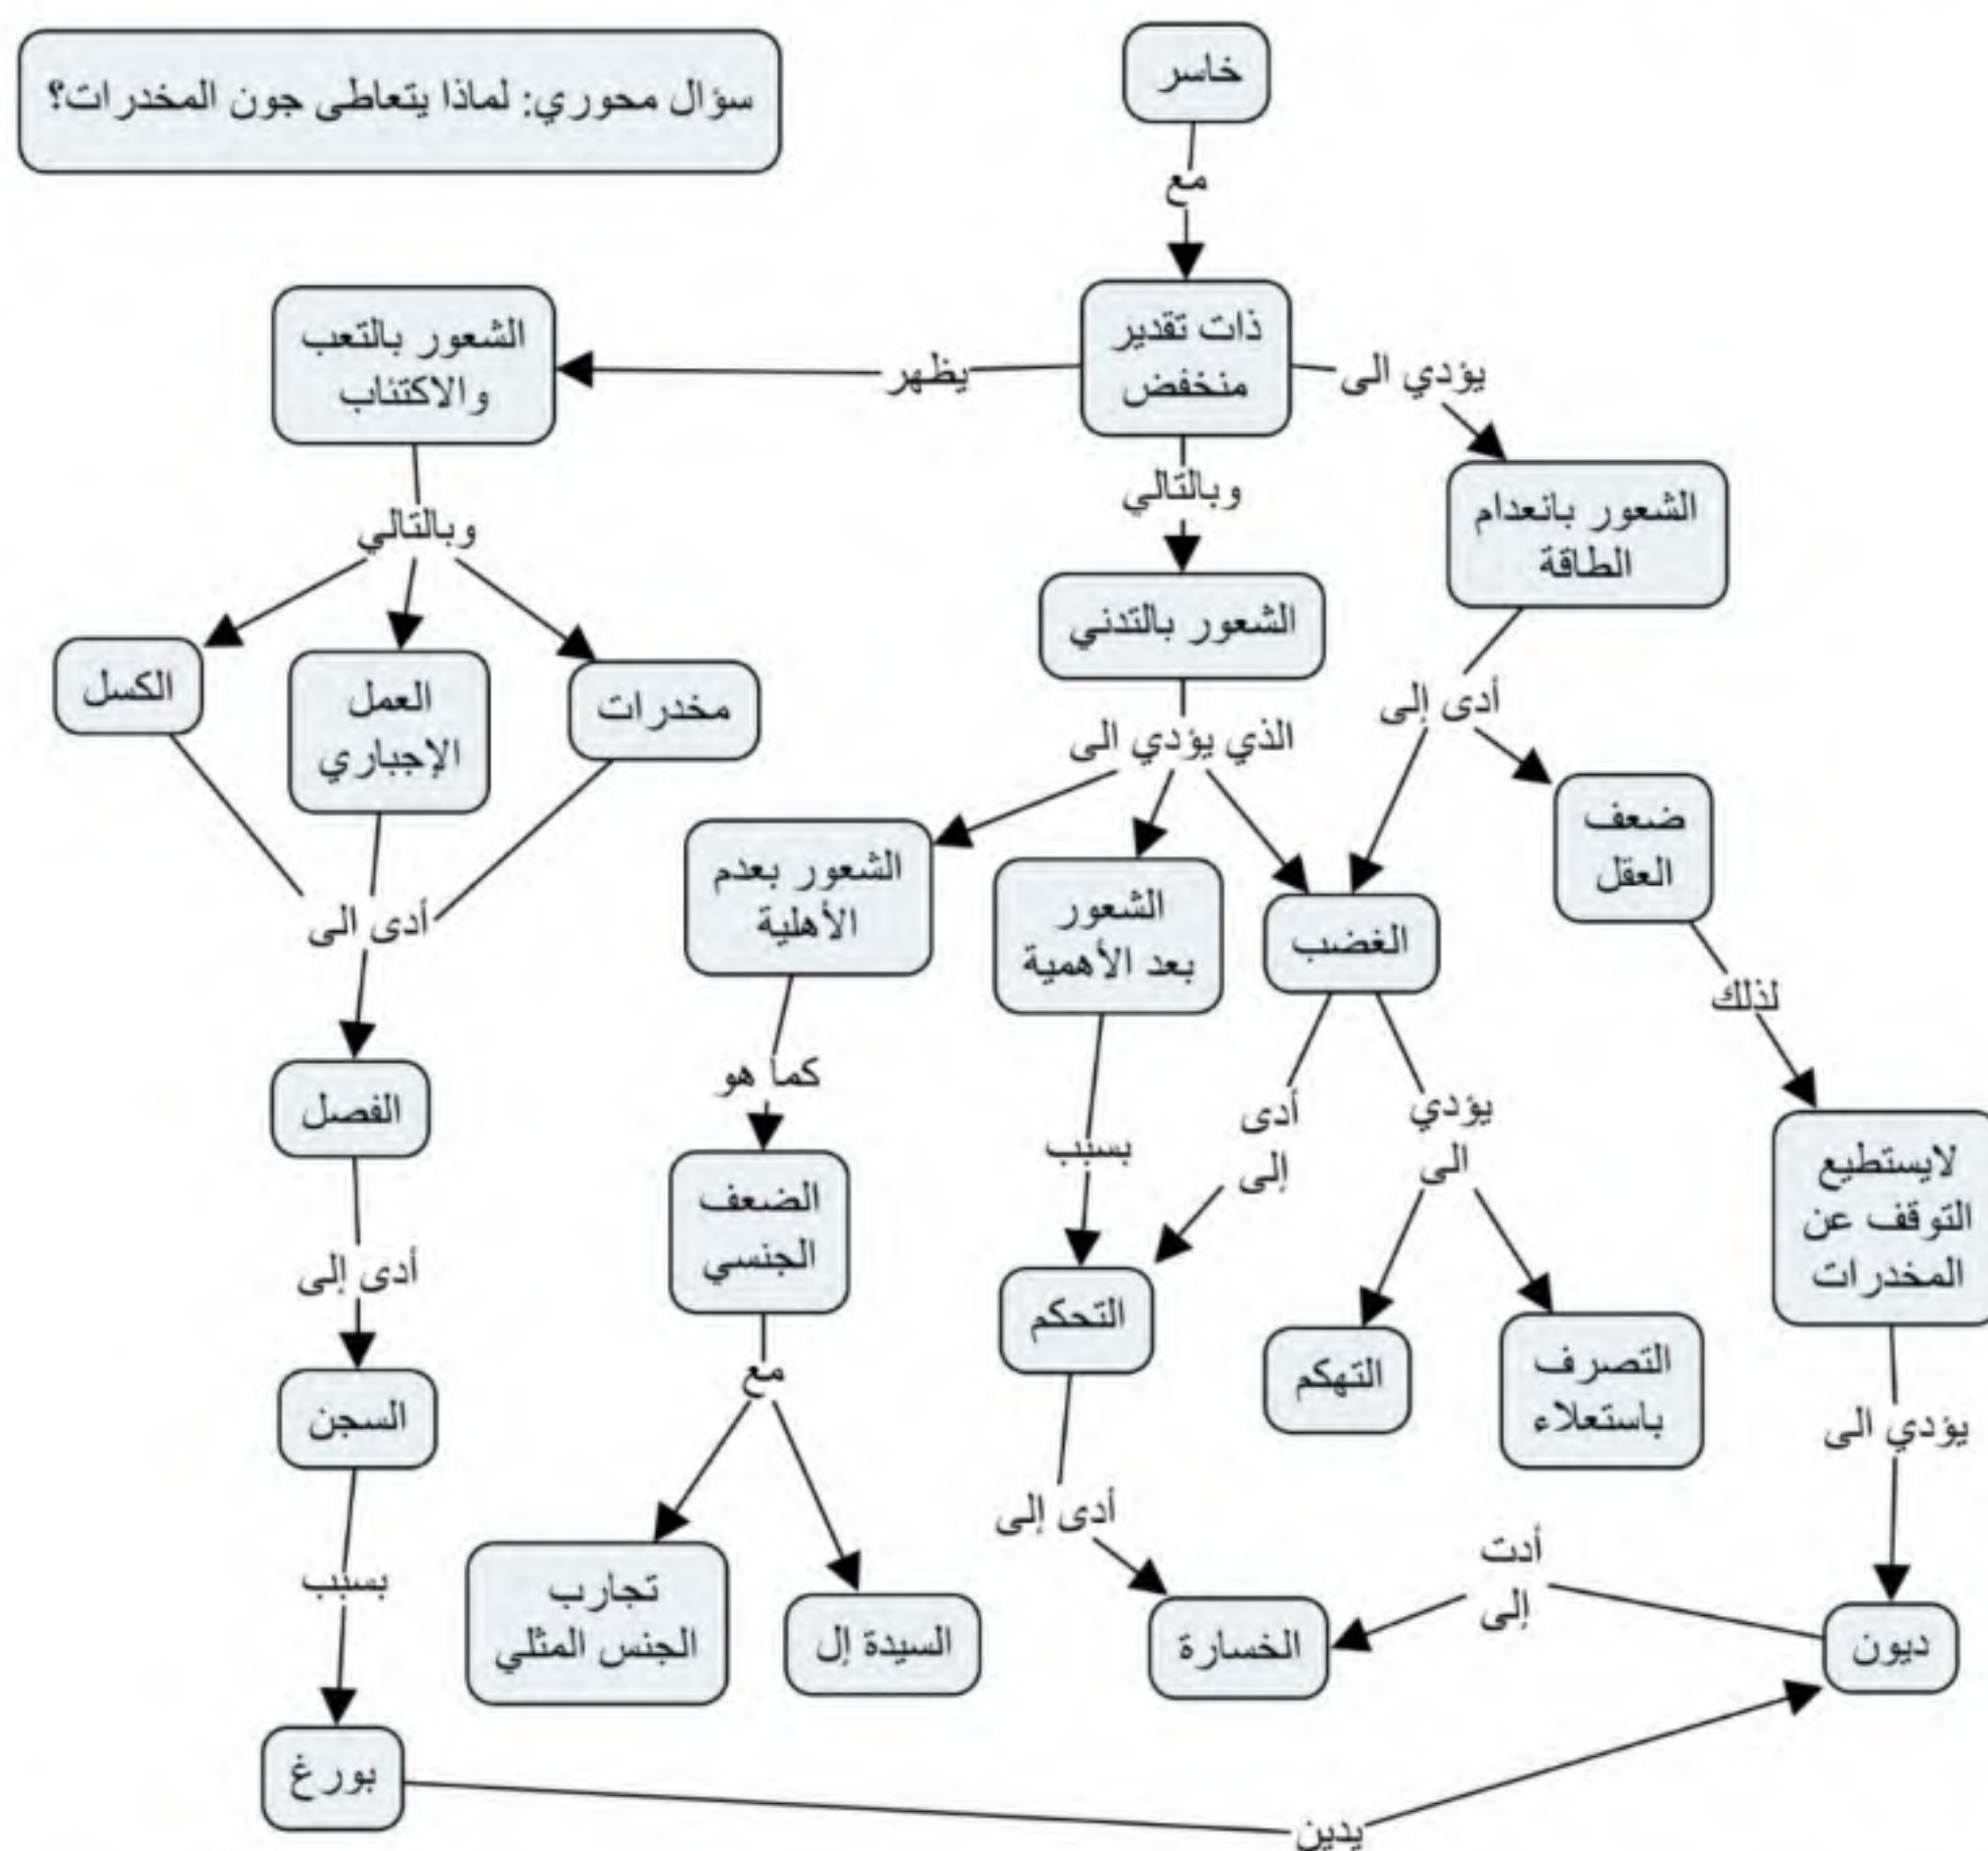 سؤال محوري: لماذا يتعاطى جون المخدرات؟
خاسر
مع
ذات تقدير
منخفض
يؤدي الى
يظهر
وبالتالي
الشعور بالتعب
والاكتئاب
الشعور بانعدام
الطاقة
وبالتالي
الشعور بالتدني
أدى إلى
الكسل
العمل
الإجباري
مخدرات
الذي يؤدي الى
ضعف
العقل
الشعور بعدم
الأهلية
الشعور
بعد الأهمية
الغضب
أدى الى
لذلك
الفصل
كما هو
بسبب
أدى
إلى
يؤدي
الى
لايستطيع
التوقف عن
المخدرات
الضعف
الجنسي
أدى إلى
التحكم
التهكم
التصرف
باستعلاء
السجن
مع
يؤدي الى
أدى إلى
أدت
إلى
بسبب
تجارب
الجنس المثلي
السيدة إل
الخسارة
ديون
بورغ
يدين